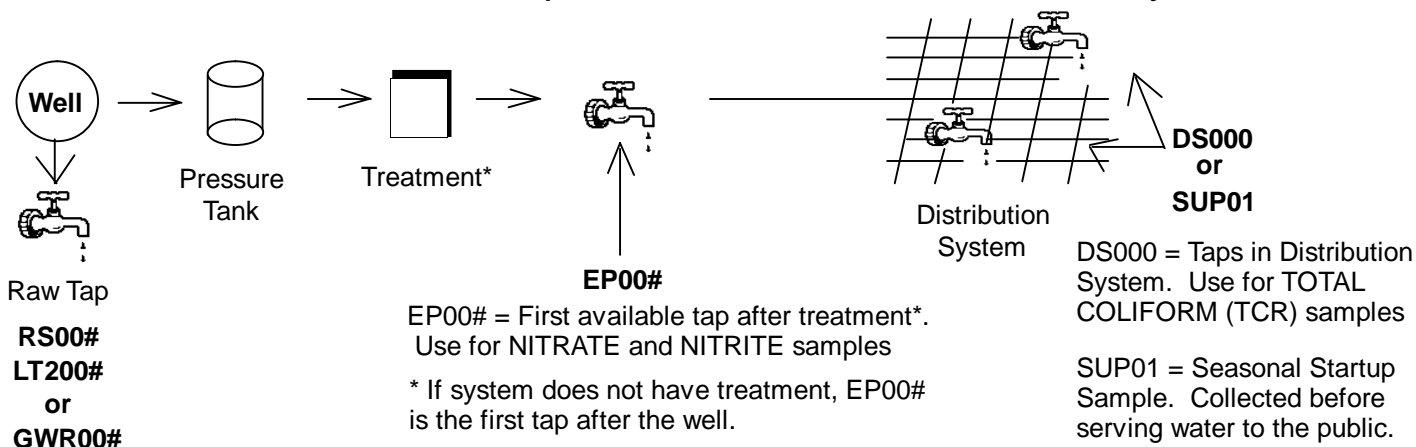 Well
Pressure
Tank
Treatment*
Raw Tap
RS00#
LT200#
or
GWR00#
EP00#
EP00# = First available tap after treatment*.
Use for NITRATE and NITRITE samples
* If system does not have treatment, EP00#
is the first tap after the well.
Distribution
System
DS000
or
SUP01
DS000 = Taps in Distribution
System. Use for TOTAL
COLIFORM (TCR) samples
SUP01 = Seasonal Startup
Sample. Collected before
serving water to the public.